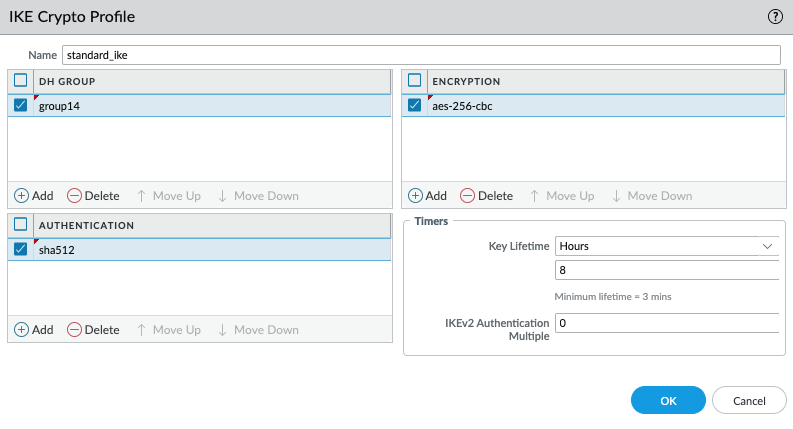 IKE Crypto Profile
?
Name standard_ike
DH GROUP
group14
Add Delete Move Up Move Down
ENCRYPTION
aes-256-cbc
Add Delete Move Up Move Down
AUTHENTICATION
sha512
Add Delete Move Up Move Down
Timers
Key Lifetime Hours
8
Minimum lifetime = 3 mins
IKEv2 Authentication
Multiple
0
OK Cancel